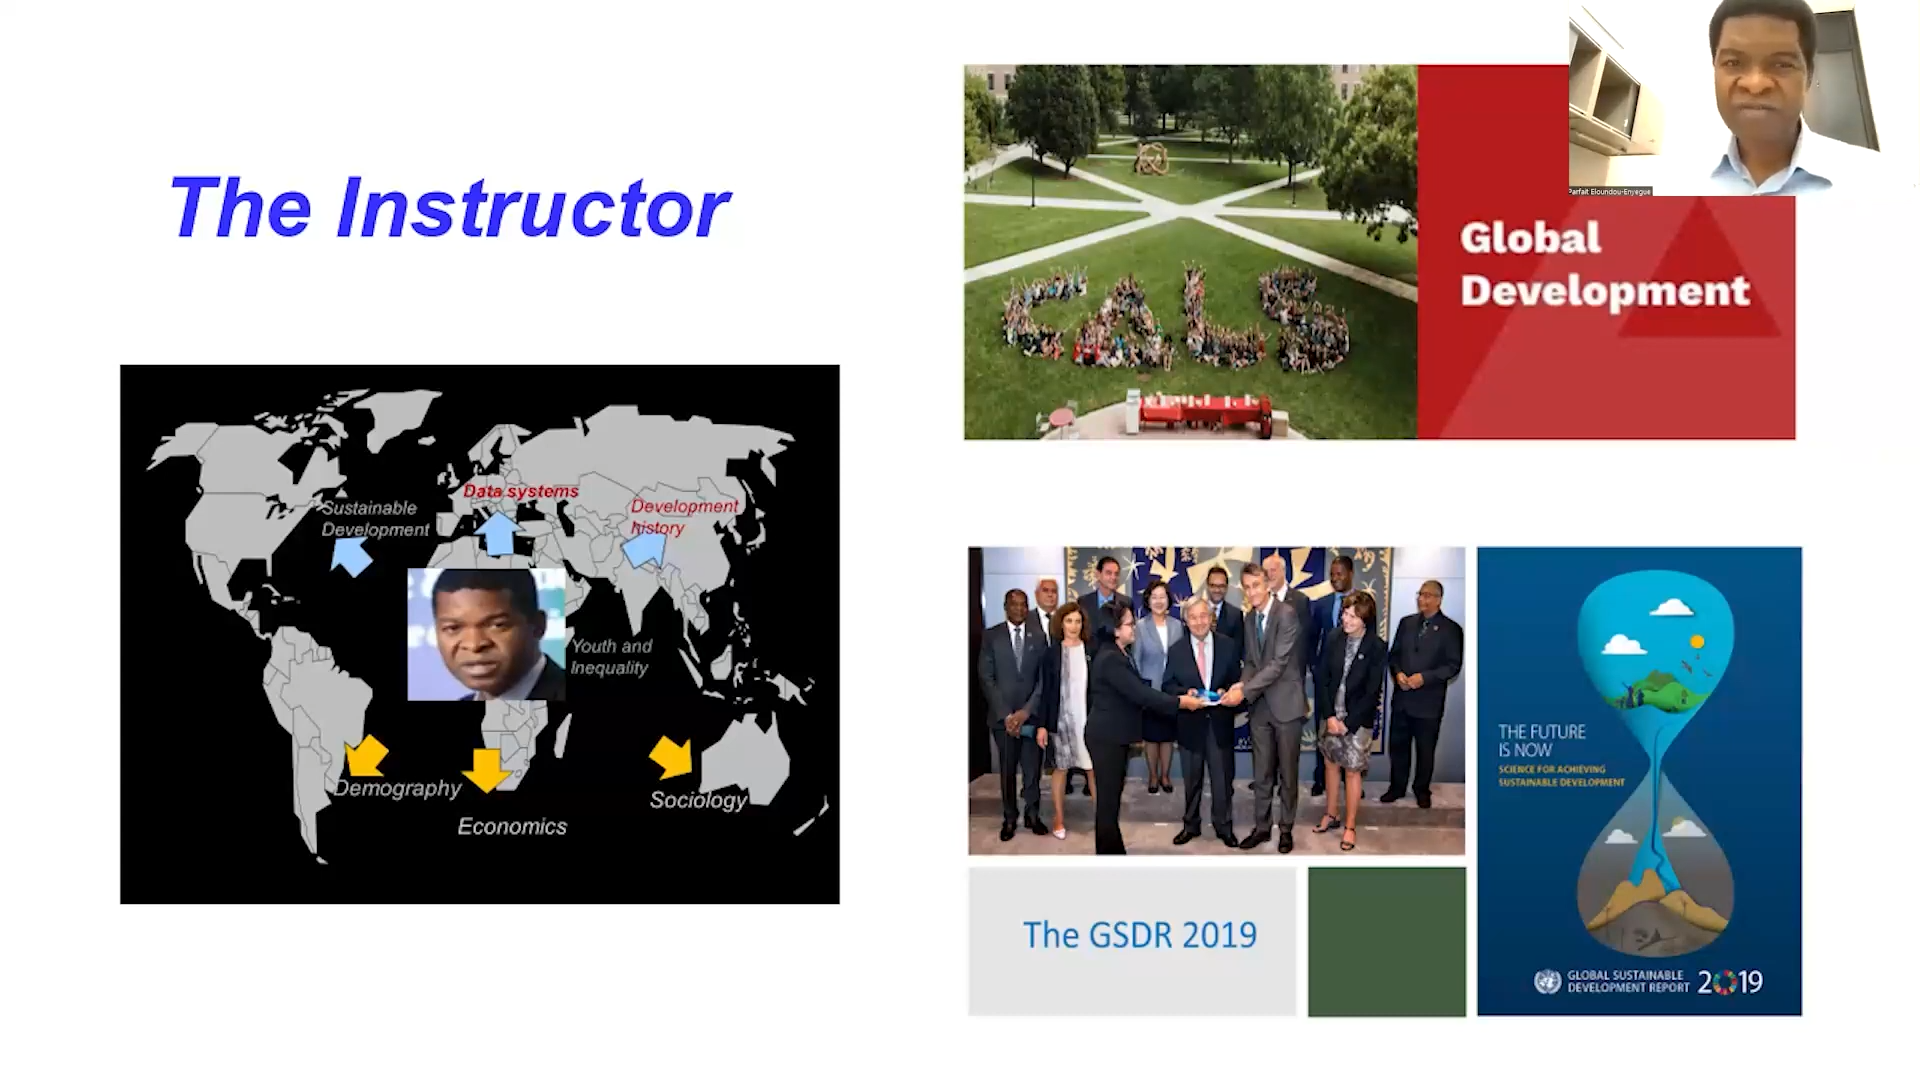 The Instructor
Sustainable
Development
Data systems
Development
history
Youth and
Inequality
Demography
Economics
Sociology
CALS
Global
Development
Parfait Eloundou-Enyegue
THE FUTURE
IS NOW
SCIENCE FOR ACHIEVING
SUSTAINABLE DEVELOPMENT
GLOBAL SUSTAINABLE
DEVELOPMENT REPORT 2019
The GSDR 2019